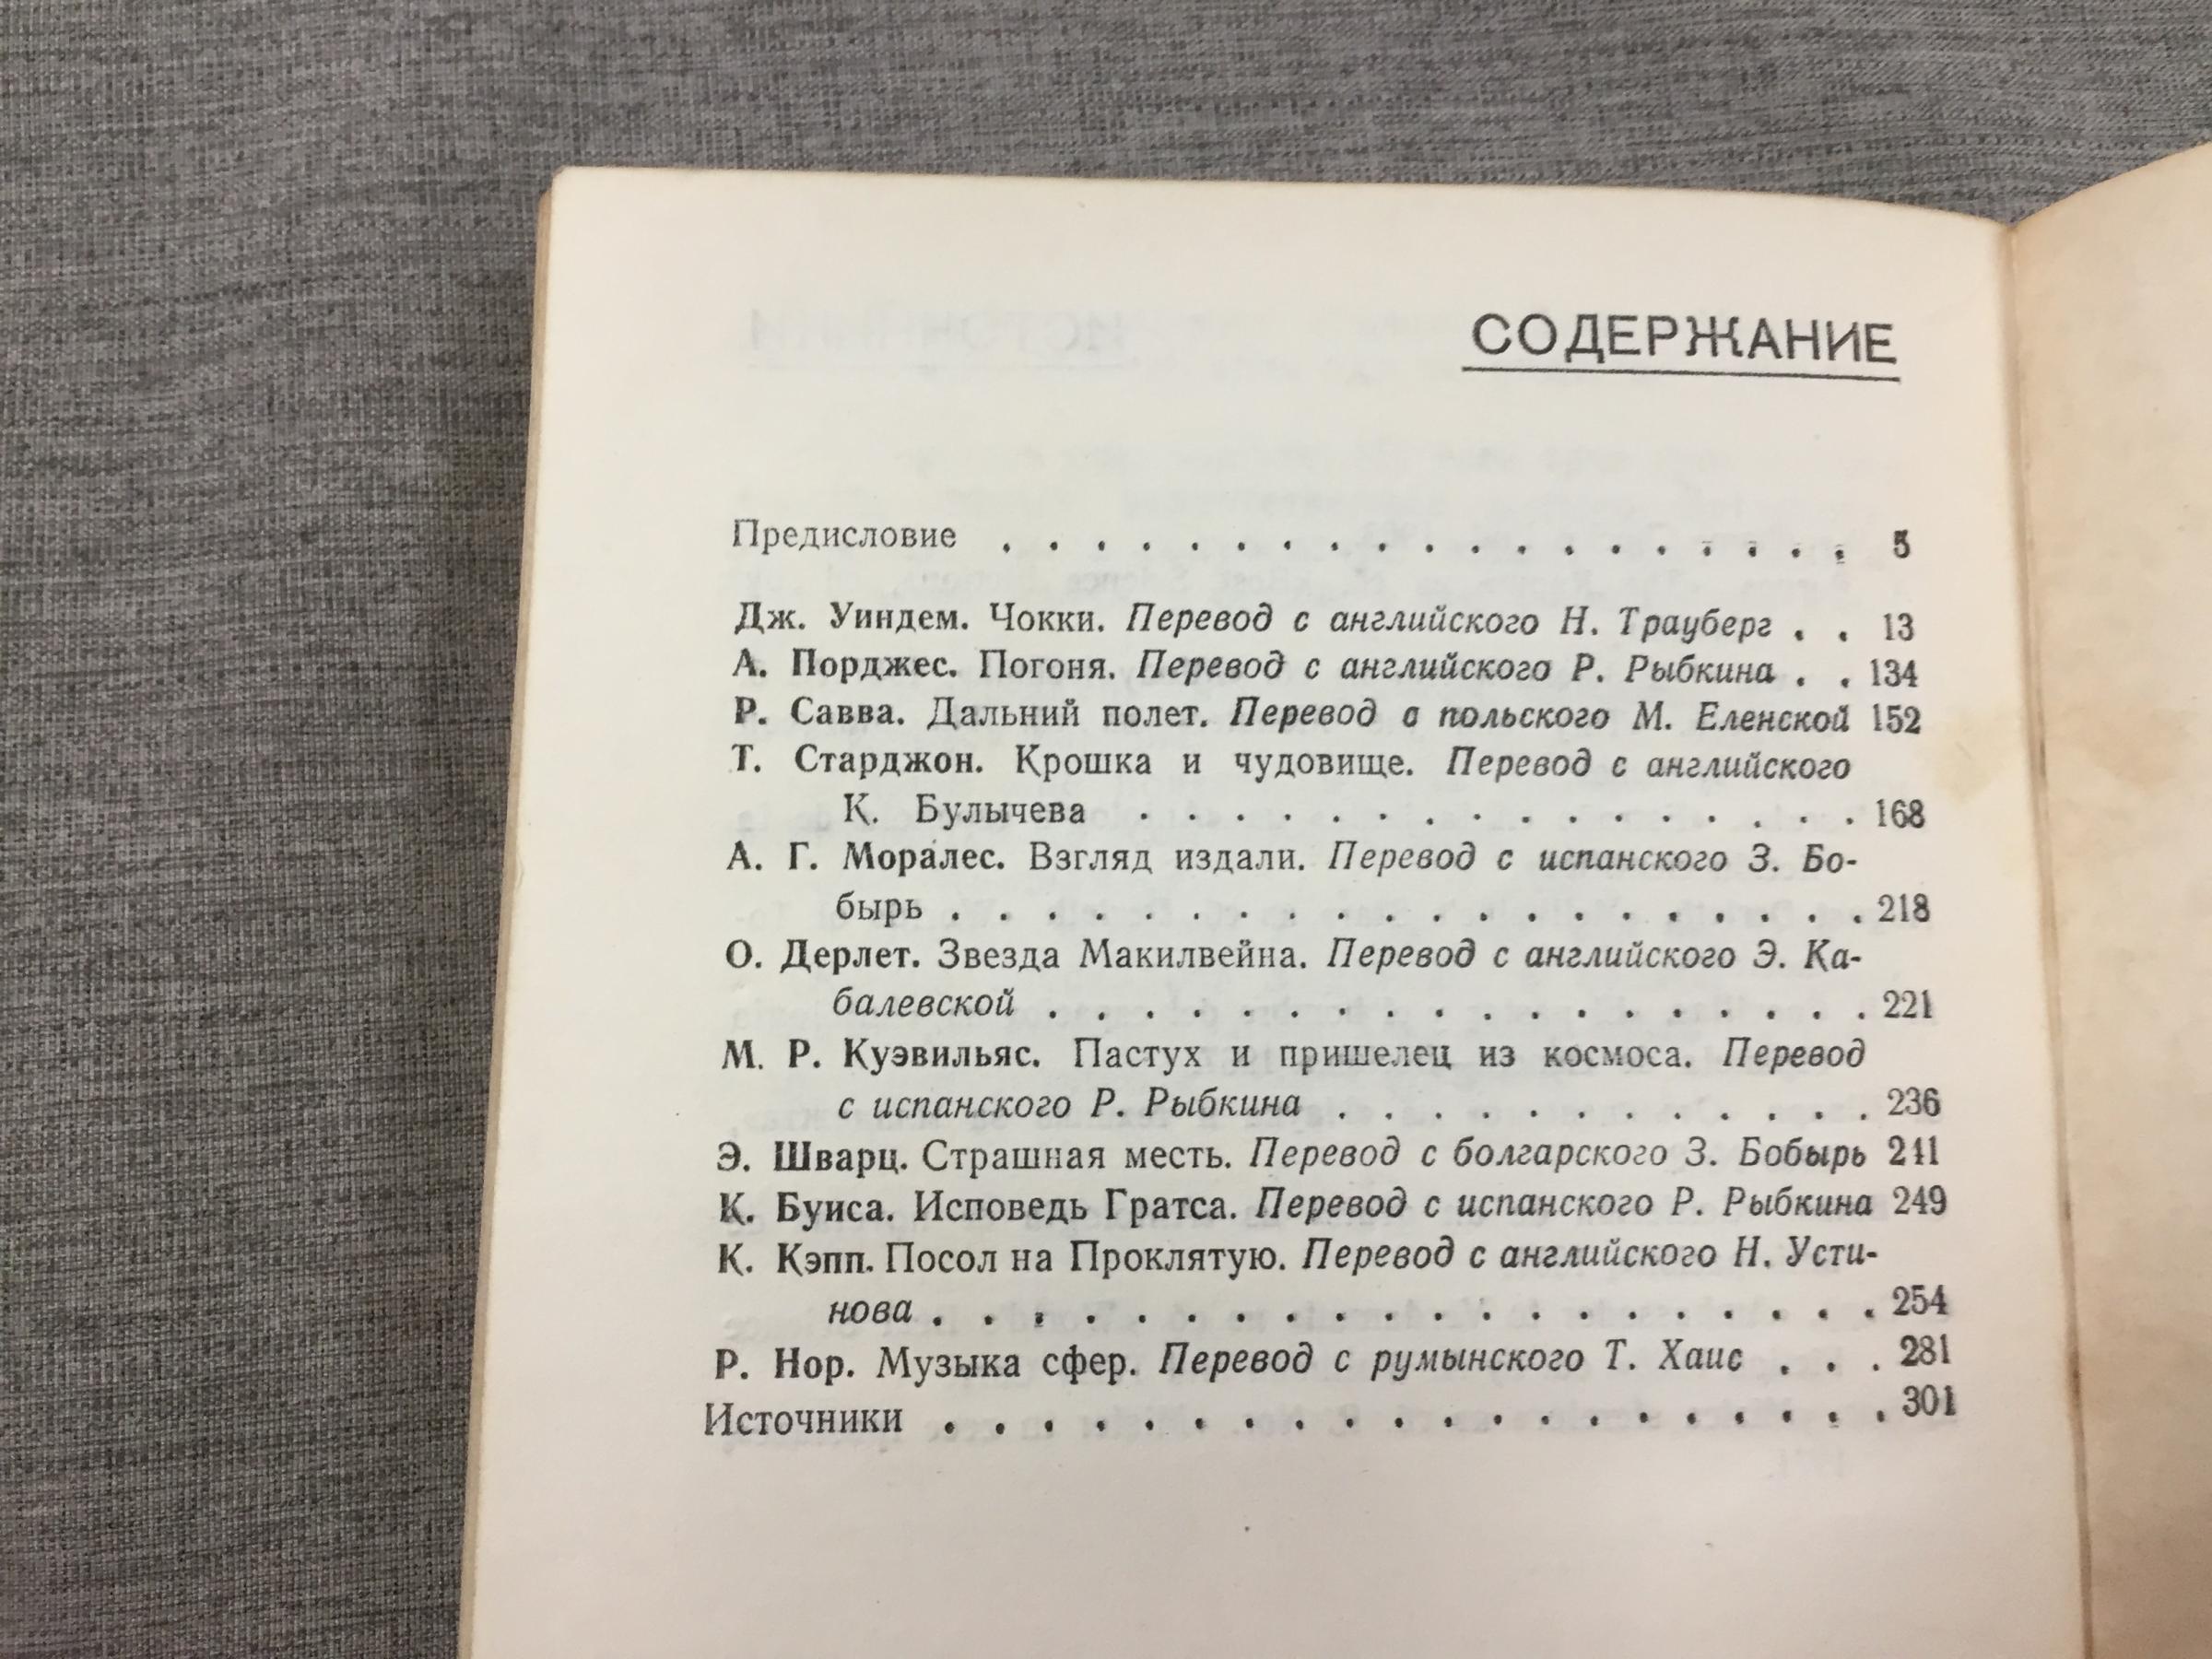 СОДЕРЖАНИЕ
Предисловие . . . . . . . . . . . . . . . . . . . 5
Дж. Уиндем. Чокки. Перевод с английского Н. Трауберг . . 13
А. Порджес. Погоня. Перевод с английского Р. Рыбкина . . 134
Р. Савва. Дальний полет. Перевод с польского М. Еленской 152
Т. Старджон. Крошка и чудовище. Перевод с английского
К. Булычева . . . . . . . . . . . . . . . . 168
А. Г. Моралес. Взгляд издали. Перевод с испанского З. Бо-
бырь . . . . . . . . . . . . . . . . . . . . 218
О. Дерлет. Звезда Макилвейна. Перевод с английского Э. Ка-
балевской . . . . . . . . . . . . . . . . . . 221
М. Р. Куэвильяс. Пастух и пришелец из космоса. Перевод
с испанского Р. Рыбкина . . . . . . . . . . . . 236
Э. Шварц. Страшная месть. Перевод с болгарского З. Бобырь 241
К. Буиса. Исповедь Гратса. Перевод с испанского Р. Рыбкина 249
К. Кэпп. Посол на Проклятую. Перевод с английского Н. Усти-
нова . . . . . . . . . . . . . . . . . . . . 254
Р. Нор. Музыка сфер. Перевод с румынского Т. Хаис . . . 281
Источники . . . . . . . . . . . . . . . . . . . . 301